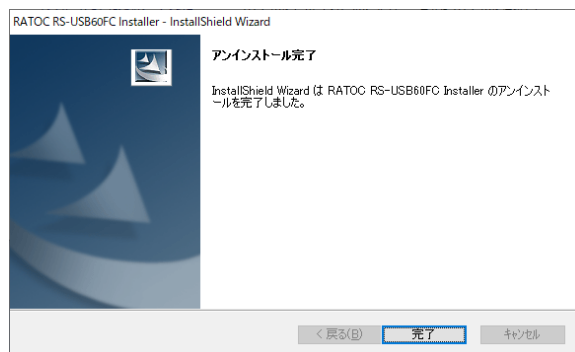 RATOC RS-USB60FC Installer - InstallShield Wizard
アンインストール完了
InstallShield Wizard は RATOC RS-USB60FC Installer のアンインスト
ールを完了しました。
< 戻る(B)
完了
キャンセル